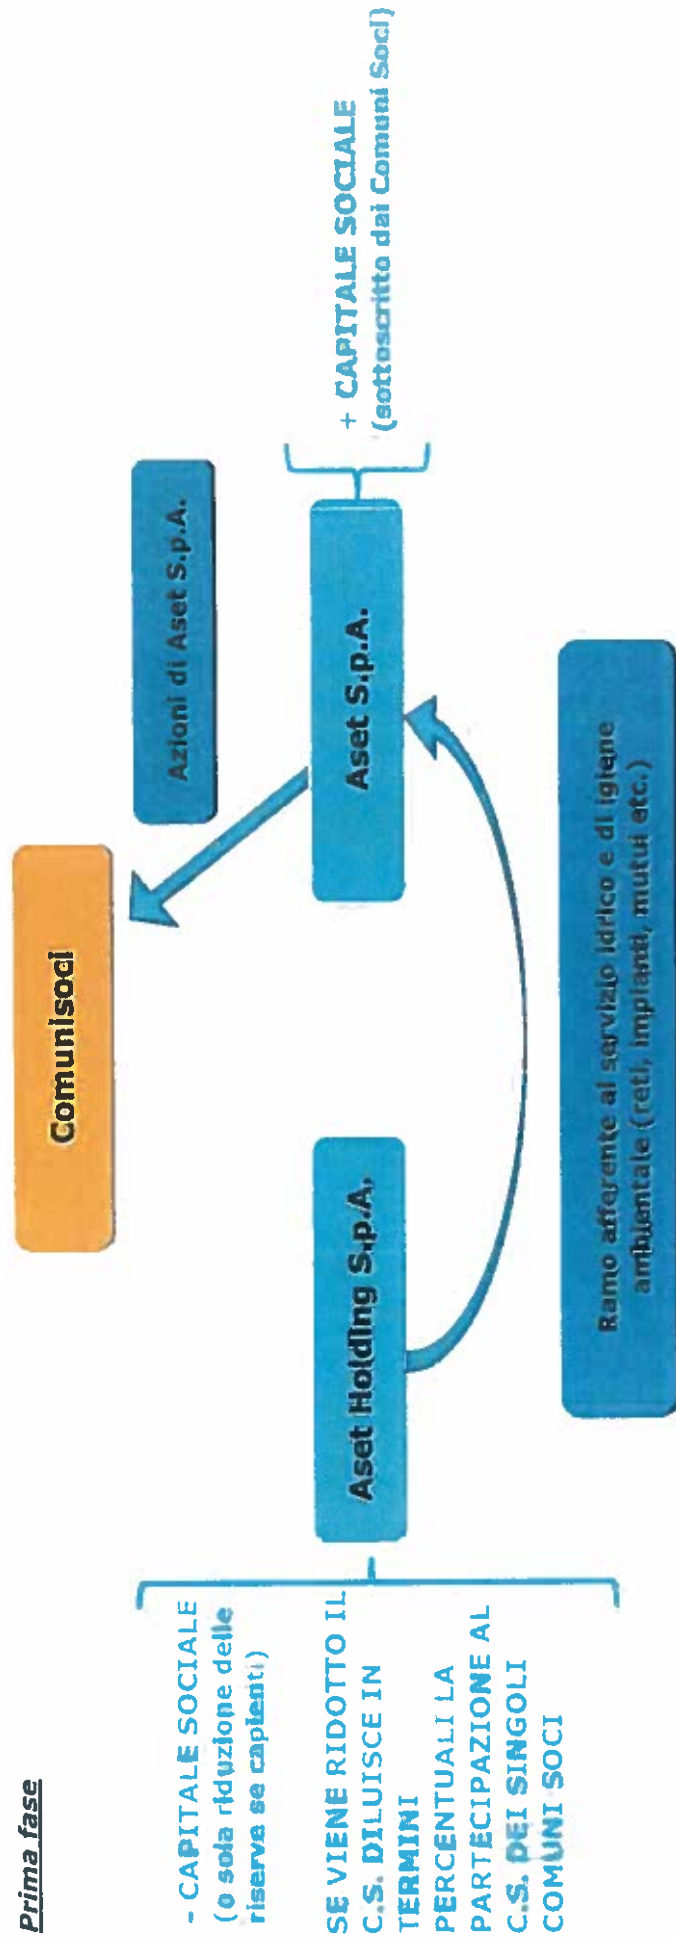 Prima fase
Comunisoci
Azioni di Aset S.p.A.
- CAPITALE SOCIALE
(o sola riduzione delle
riserve se capienti)
SE VIENE RIDOTTO IL
C.S. DILUISCE IN
TERMINI
PERCENTUALI LA
PARTECIPAZIONE AL
C.S. DEI SINGOLI
COMUNI SOCI
Aset Holding S.p.A.
Aset S.p.A.
+ CAPITALE SOCIALE
(sottoscritto dai Comuni Soci)
Ramo afferente al servizio idrico e di igiene
ambientale (reti, impianti, mutui etc.)